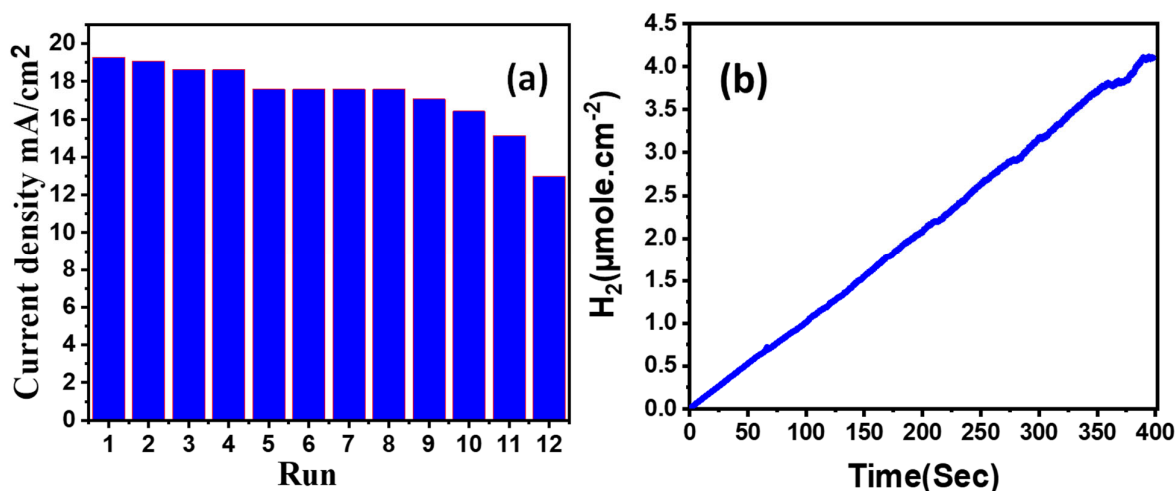 Current density mA/cm²
20
18
16
14
12
10
8
6
4
2
0
(a)
1 2 3 4 5 6 7 8 9 10 11 12
Run
H₂(µmole.cm⁻²)
4.5
4.0
3.5
3.0
2.5
2.0
1.5
1.0
0.5
0.0
(b)
0 50 100 150 200 250 300 350 400
Time(Sec)